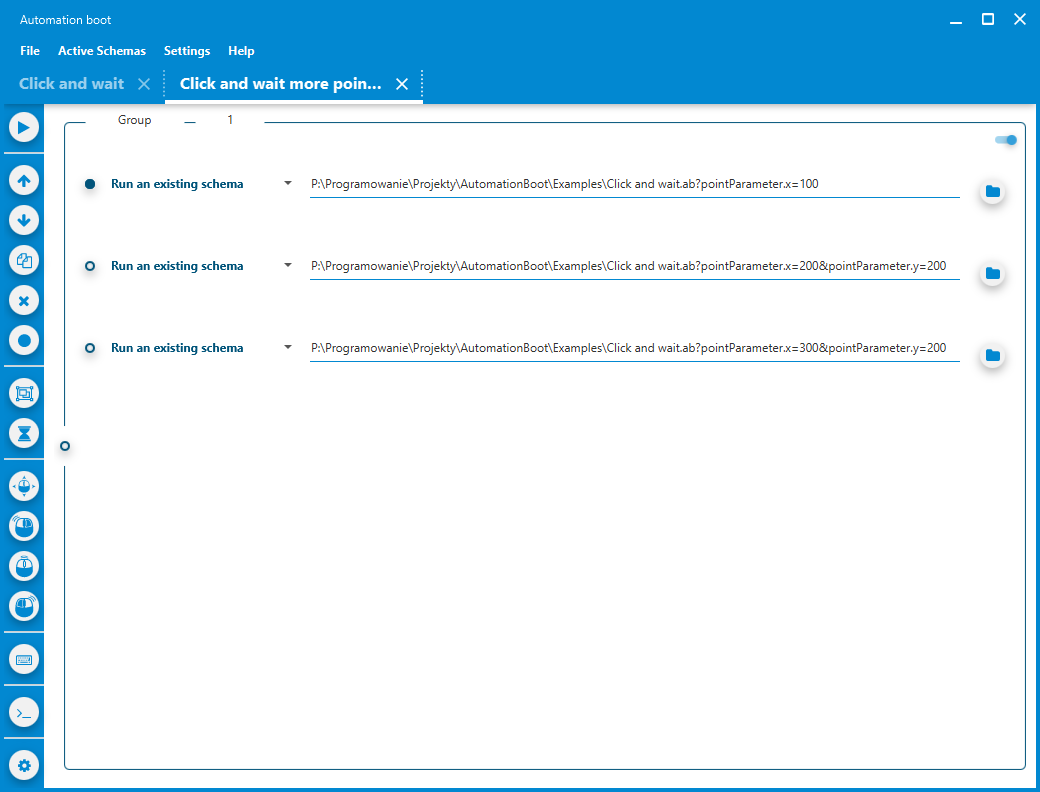 Automation boot
File Active Schemas Settings Help
Click and wait Click and wait more poin...
Group 1
Run an existing schema P:\Programowanie\Projekty\AutomationBoot\Examples\Click and wait.ab?pointParameter.x=100
Run an existing schema P:\Programowanie\Projekty\AutomationBoot\Examples\Click and wait.ab?pointParameter.x=200&pointParameter.y=200
Run an existing schema P:\Programowanie\Projekty\AutomationBoot\Examples\Click and wait.ab?pointParameter.x=300&pointParameter.y=200